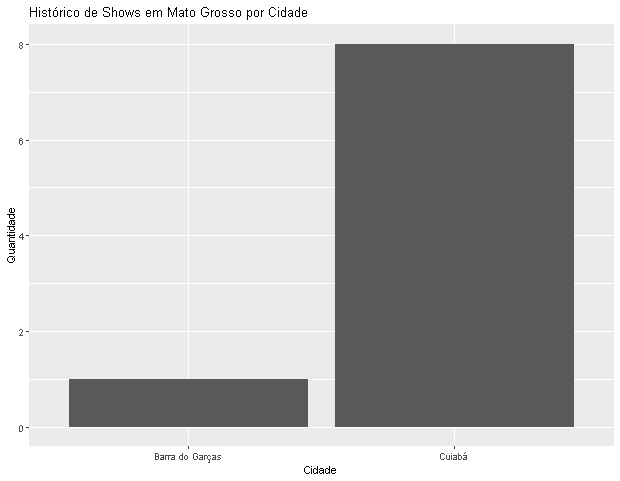 Histórico de Shows em Mato Grosso por Cidade
8
6
4
2
0
Quantidade
Barra do Garças
Cuiabá
Cidade